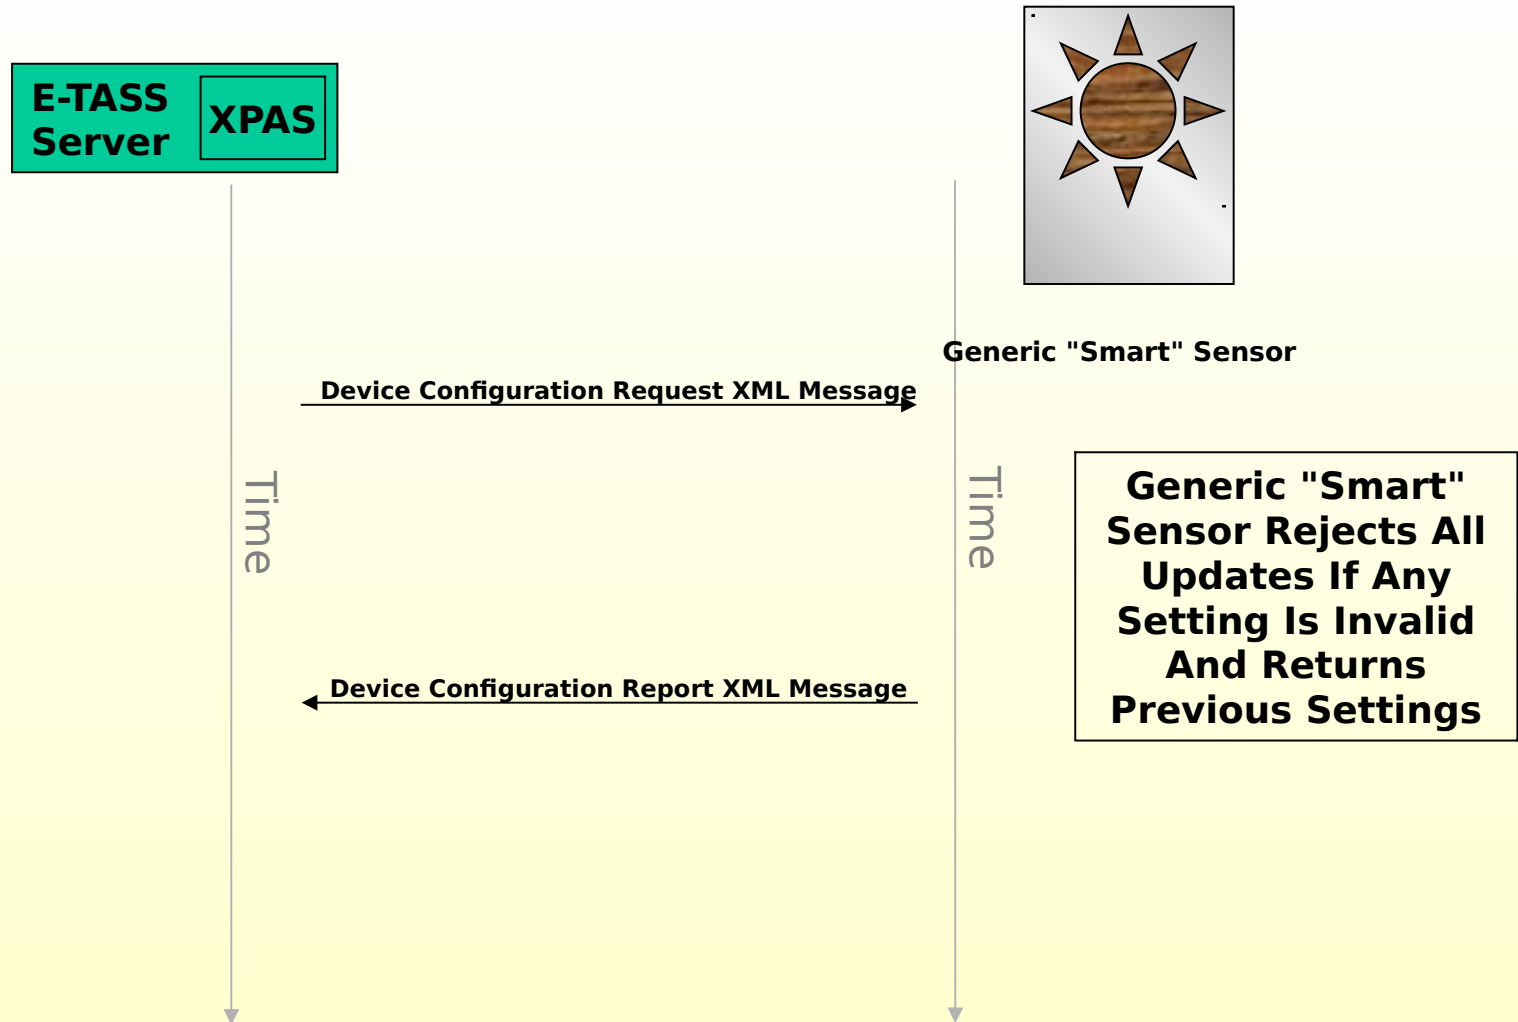 E-TASS
Server
XPAS
Generic "Smart" Sensor
Device Configuration Request XML Message
Time
Time
Generic "Smart"
Sensor Rejects All
Updates If Any
Setting Is Invalid
And Returns
Previous Settings
Device Configuration Report XML Message